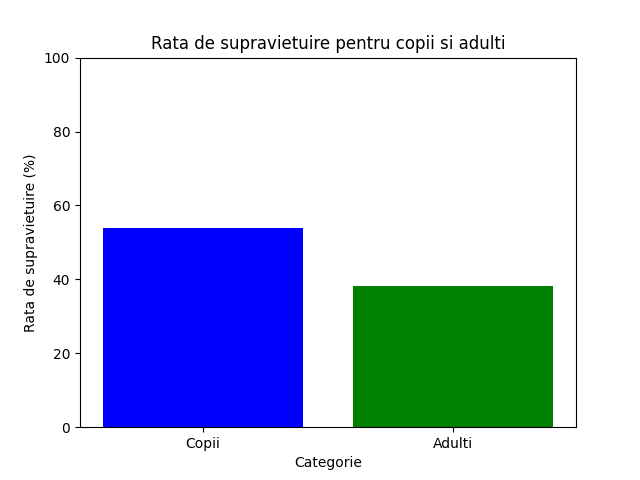 Rata de supravietuire pentru copii si adulti
Rata de supravietuire (%)
100
80
60
40
20
0
Copii
Adulti
Categorie